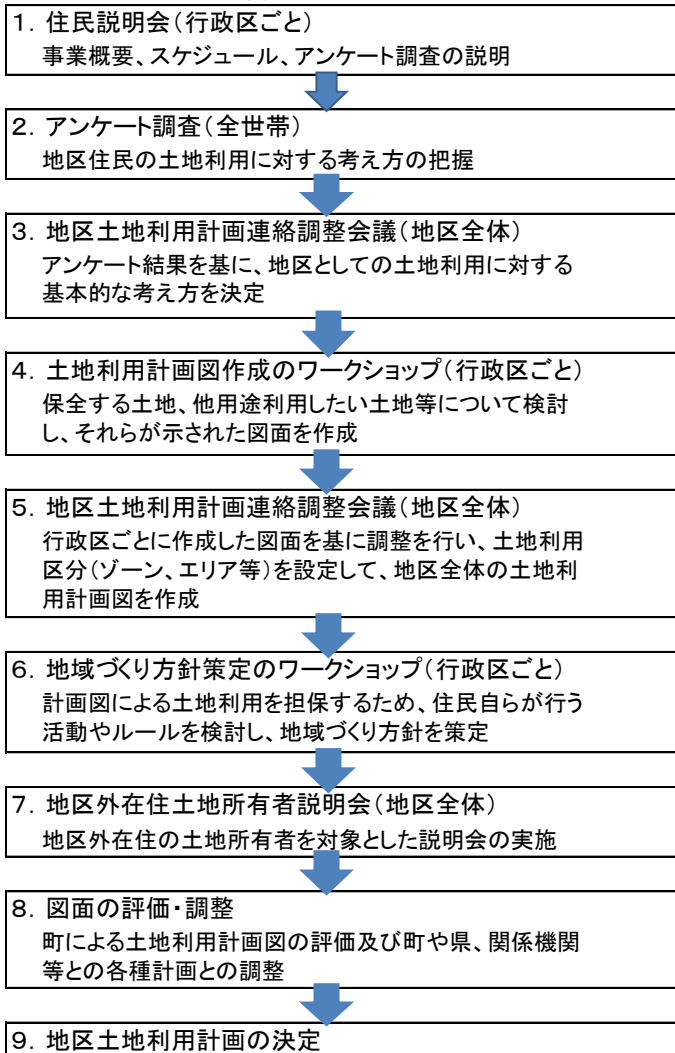 1．住民説明会（行政区ごと）
事業概要、スケジュール、アンケート調査の説明
2．アンケート調査（全世帯）
地区住民の土地利用に対する考え方の把握
3．地区土地利用計画連絡調整会議（地区全体）
アンケート結果を基に、地区としての土地利用に対する
基本的な考え方を決定
4．土地利用計画図作成のワークショップ（行政区ごと）
保全する土地、他用途利用したい土地等について検討
し、それらが示された図面を作成
5．地区土地利用計画連絡調整会議（地区全体）
行政区ごとに作成した図面を基に調整を行い、土地利用
区分（ゾーン、エリア等）を設定して、地区全体の土地利
用計画図を作成
6．地域づくり方針策定のワークショップ（行政区ごと）
計画図による土地利用を担保するため、住民自らが行う
活動やルールを検討し、地域づくり方針を策定
7．地区外在住土地所有者説明会（地区全体）
地区外在住の土地所有者を対象とした説明会の実施
8．図面の評価・調整
町による土地利用計画図の評価及び町や県、関係機関
等との各種計画との調整
9．地区土地利用計画の決定